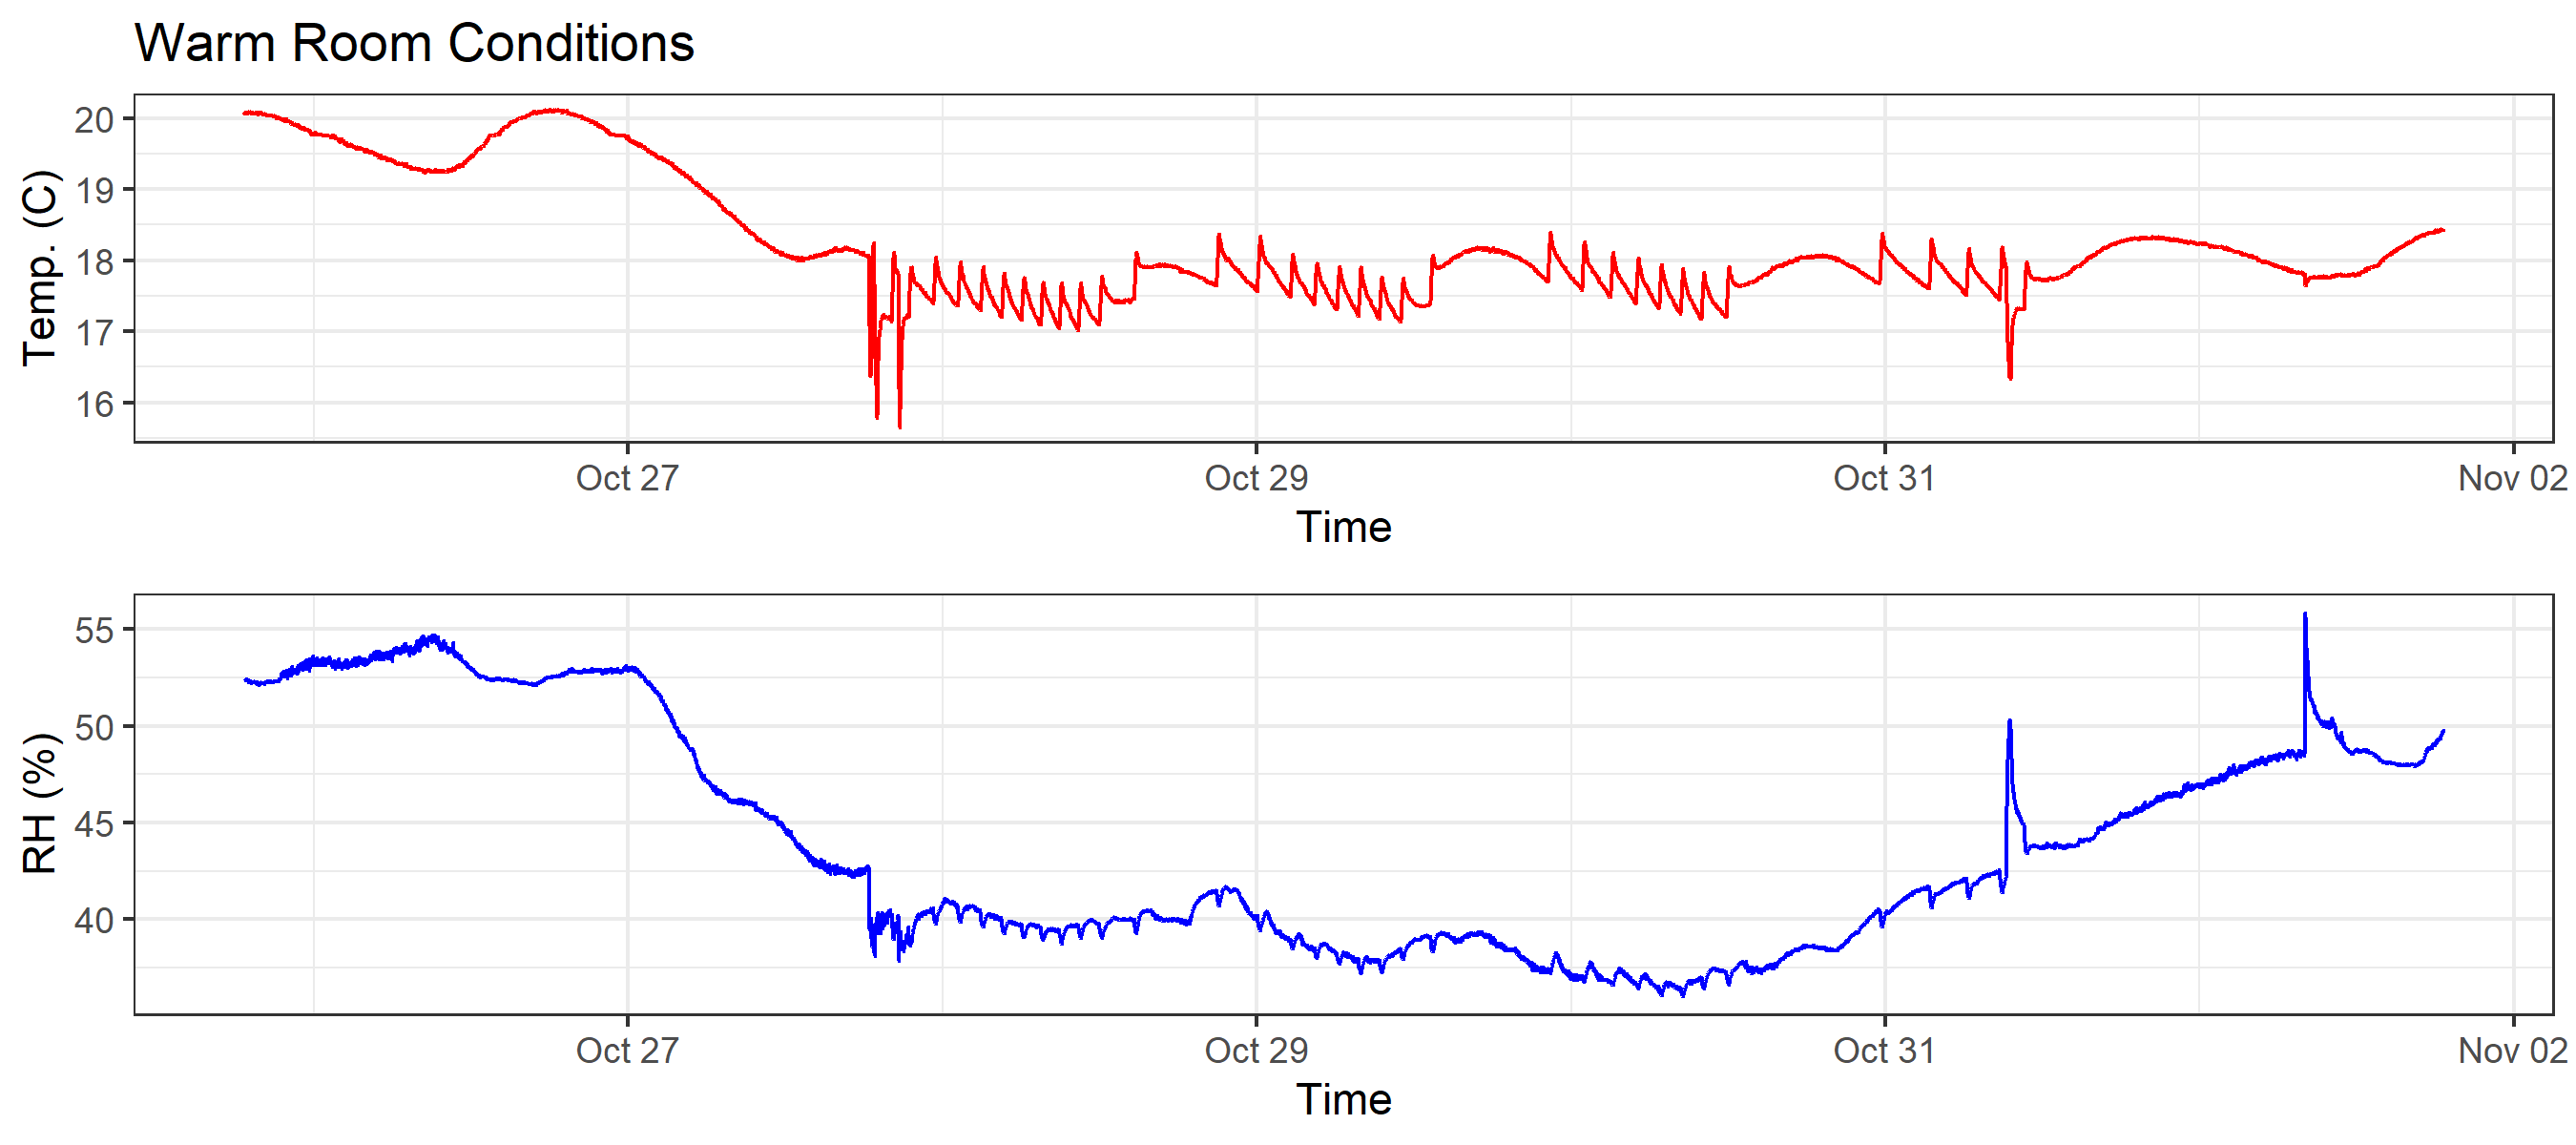 Warm Room Conditions
Temp. (C)
20
19
18
17
16
Oct 27 Oct 29 Oct 31 Nov 02
Time
RH (%)
55
50
45
40
Oct 27 Oct 29 Oct 31 Nov 02
Time